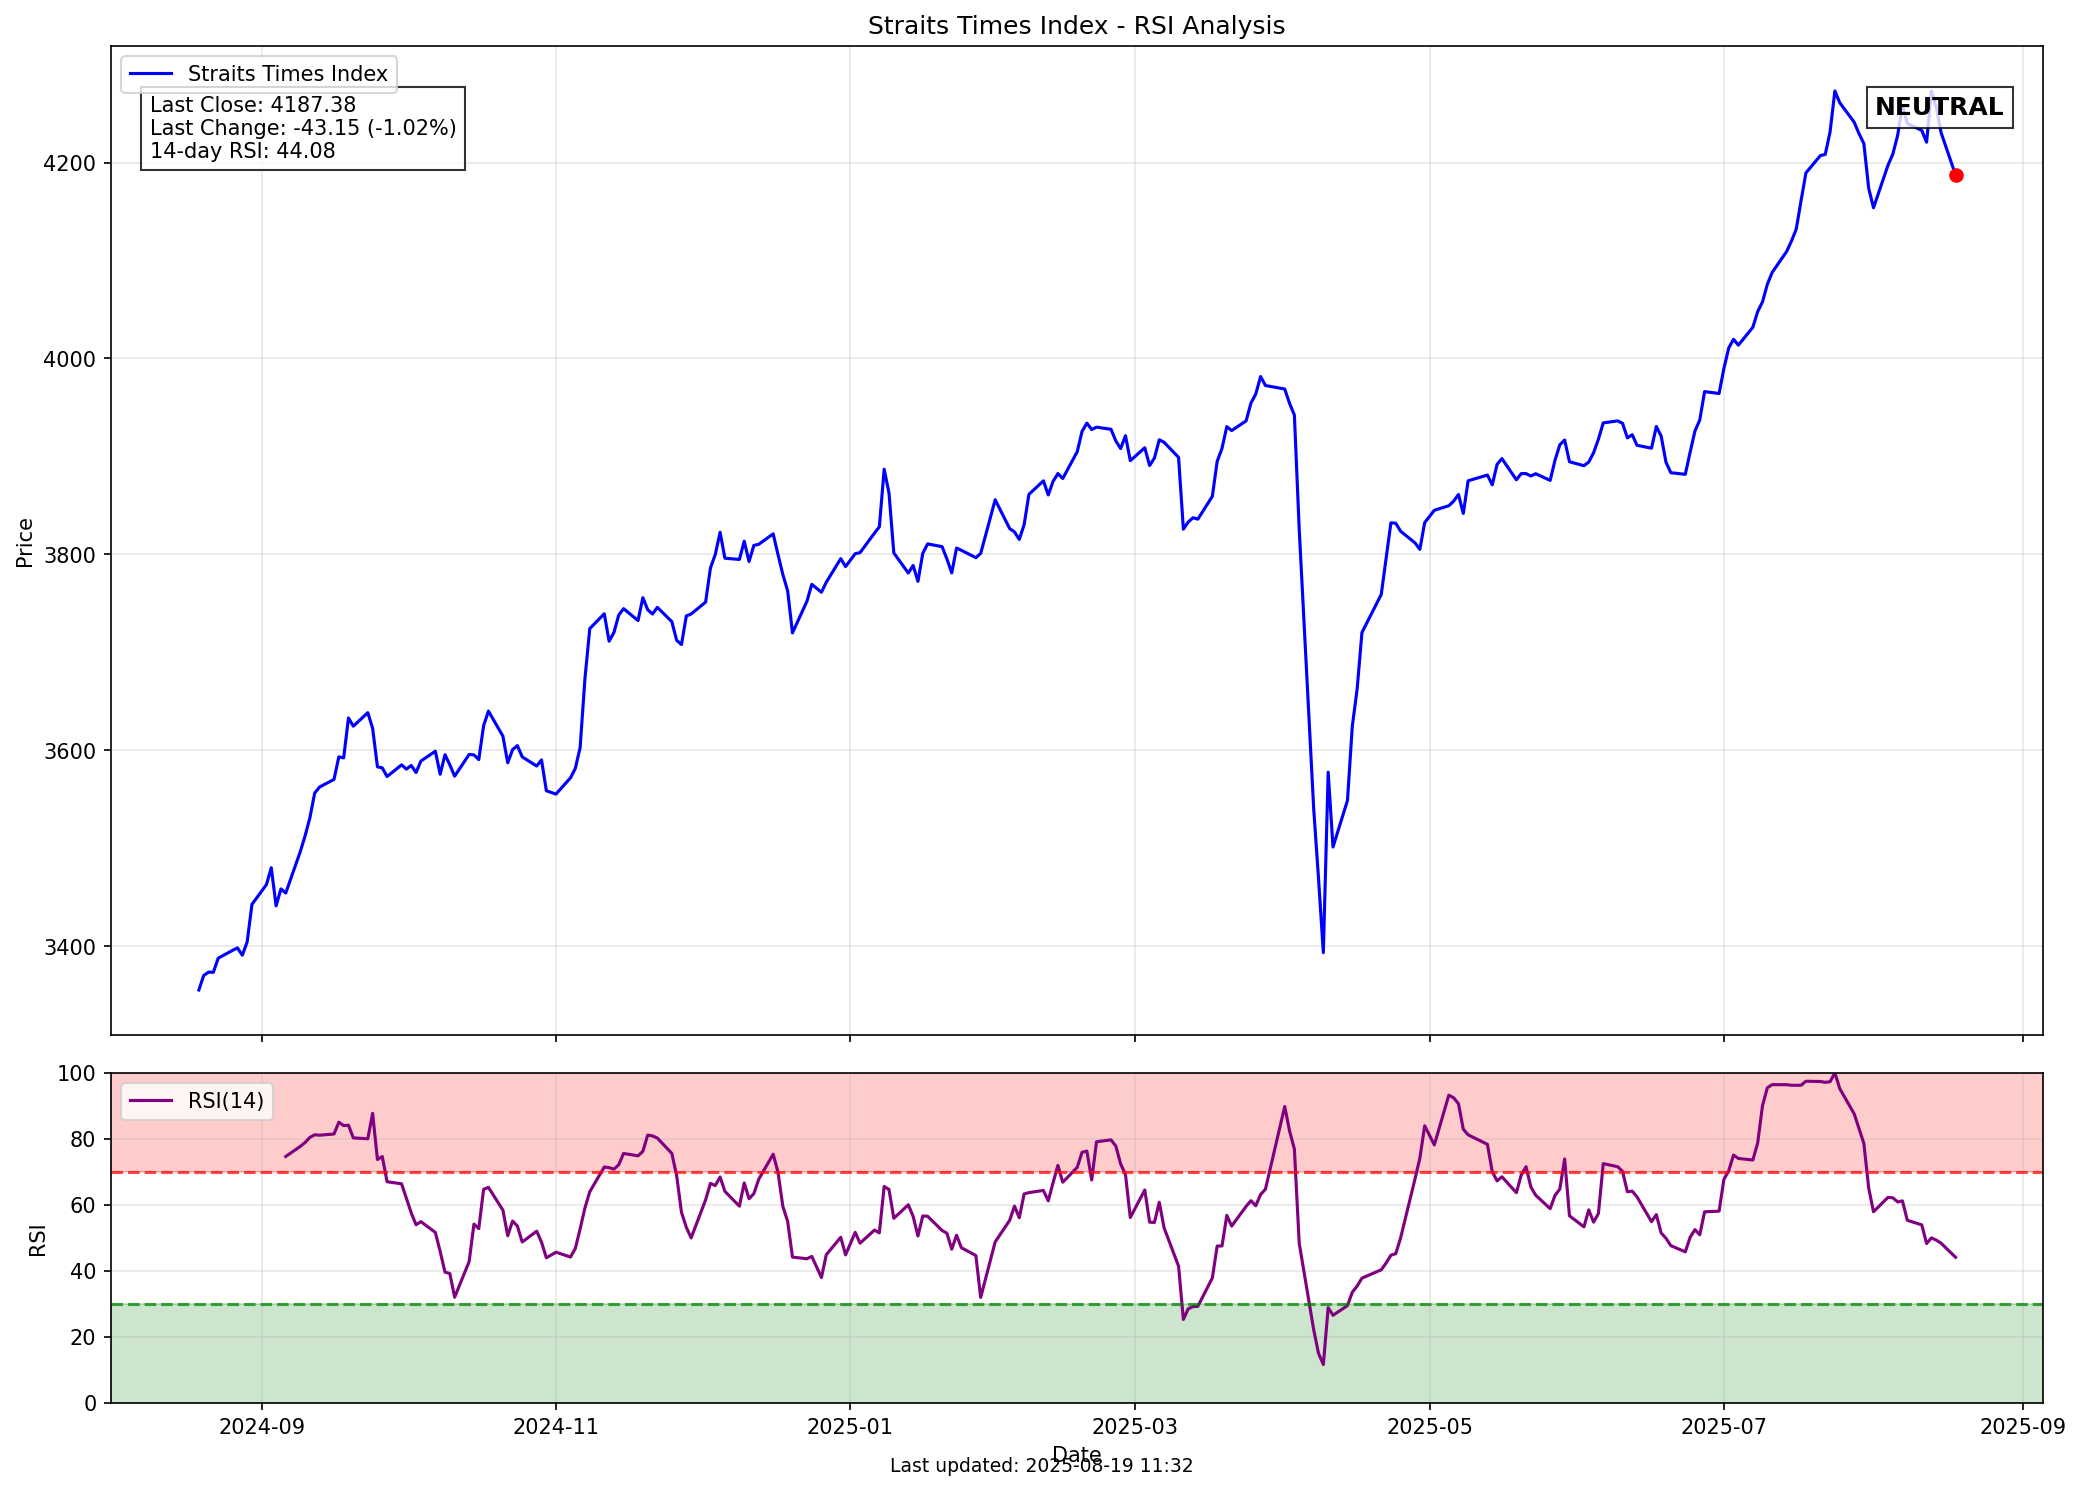 Straits Times Index - RSI Analysis
Straits Times Index
Last Close: 4187.38
Last Change: -43.15 (-1.02%)
14-day RSI: 44.08
NEUTRAL
Price
4200
4000
3800
3600
3400
RSI(14)
RSI
100
80
60
40
20
0
2024-09
2024-11
2025-01
2025-03
2025-05
2025-07
2025-09
Date
Last updated: 2025-08-19 11:32